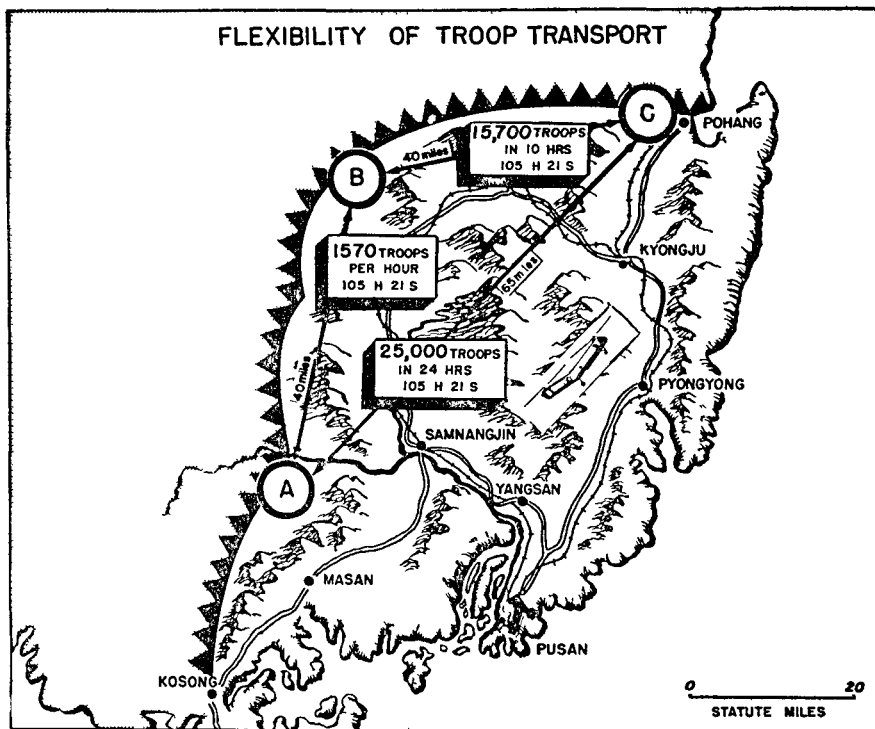 FLEXIBILITY OF TROOP TRANSPORT
C
POHANG
15,700 TROOPS
IN 10 HRS
105 H 21 S
40 miles
B
KYONGJU
1570 TROOPS
PER HOUR
105 H 21 S
65 miles
25,000 TROOPS
IN 24 HRS
105 H 21 S
40 miles
PYONGYONG
SAMNANGJIN
A
YANGSAN
MASAN
PUSAN
KOSONG
0 20
STATUTE MILES